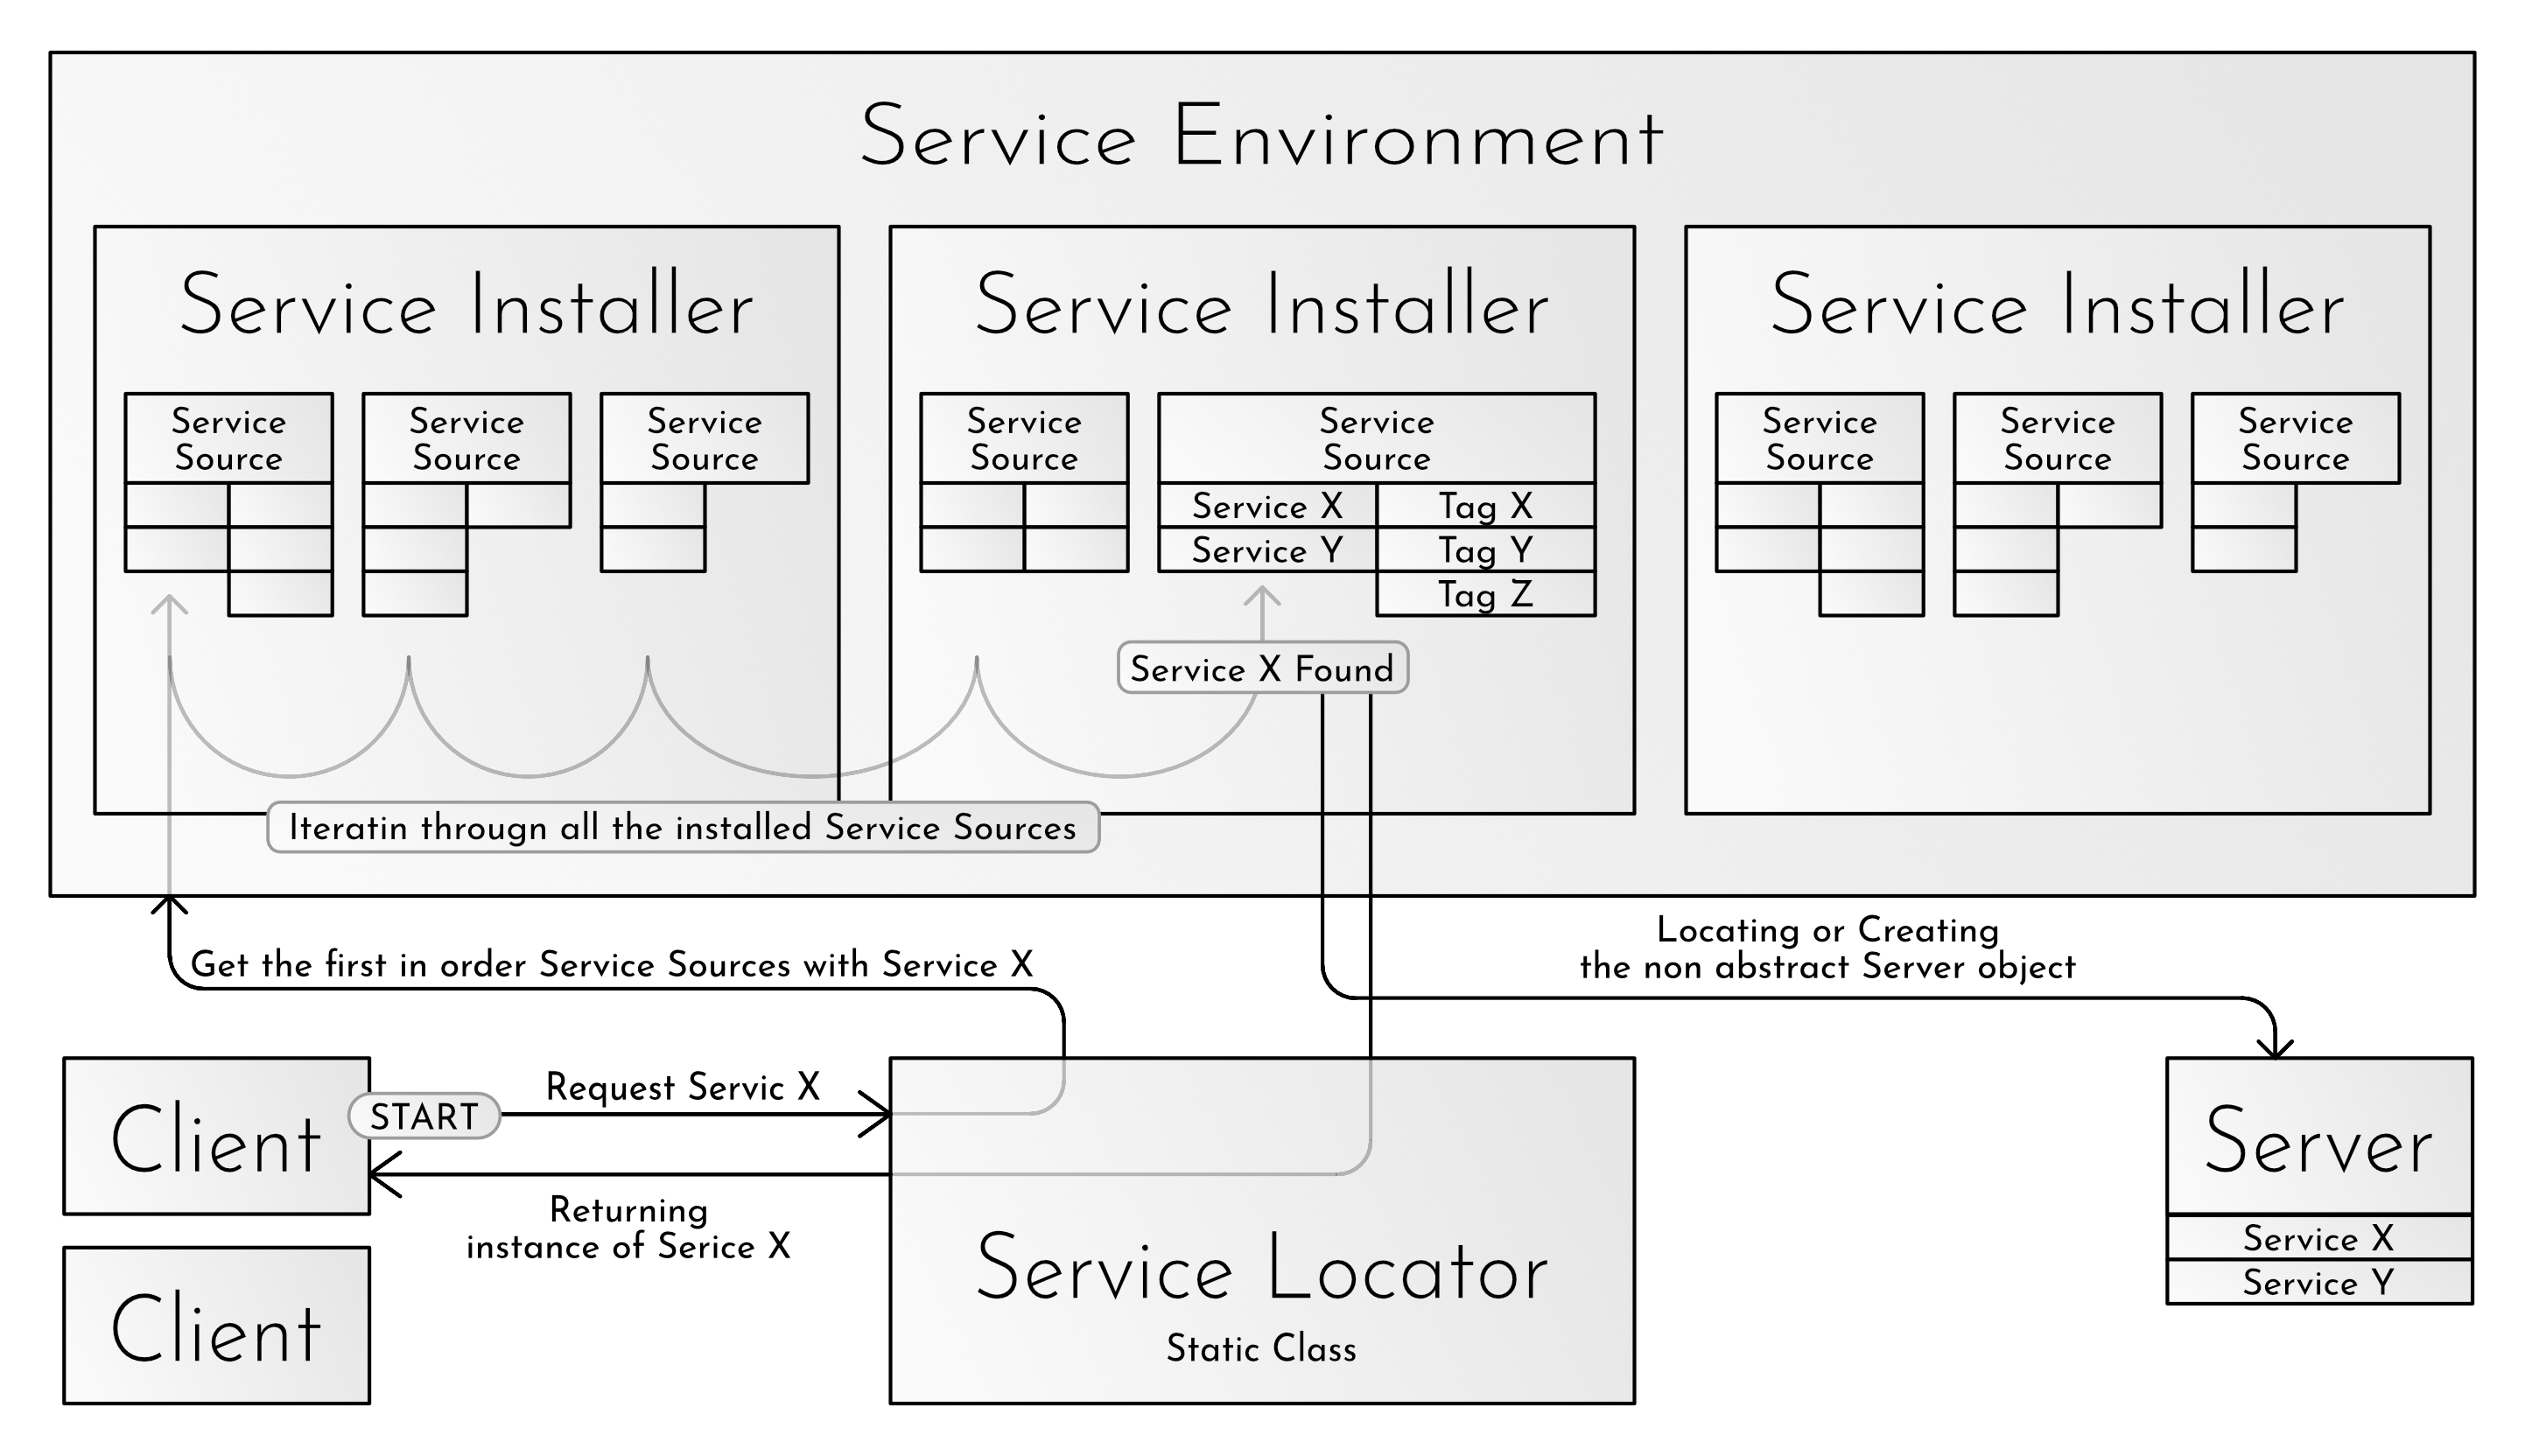 Service Environment
Service Installer
Service Installer
Service Installer
Service
Source
Service
Source
Service
Source
Service
Source
Service
Source
Service X
Tag X
Service Y
Tag Y
Tag Z
Service
Source
Service
Source
Service
Source
Service X Found
Iteratin througn all the installed Service Sources
Get the first in order Service Sources with Service X
Locating or Creating
the non abstract Server object
Client
START
Request Servic X
Returning
instance of Serice X
Client
Service Locator
Static Class
Server
Service X
Service Y